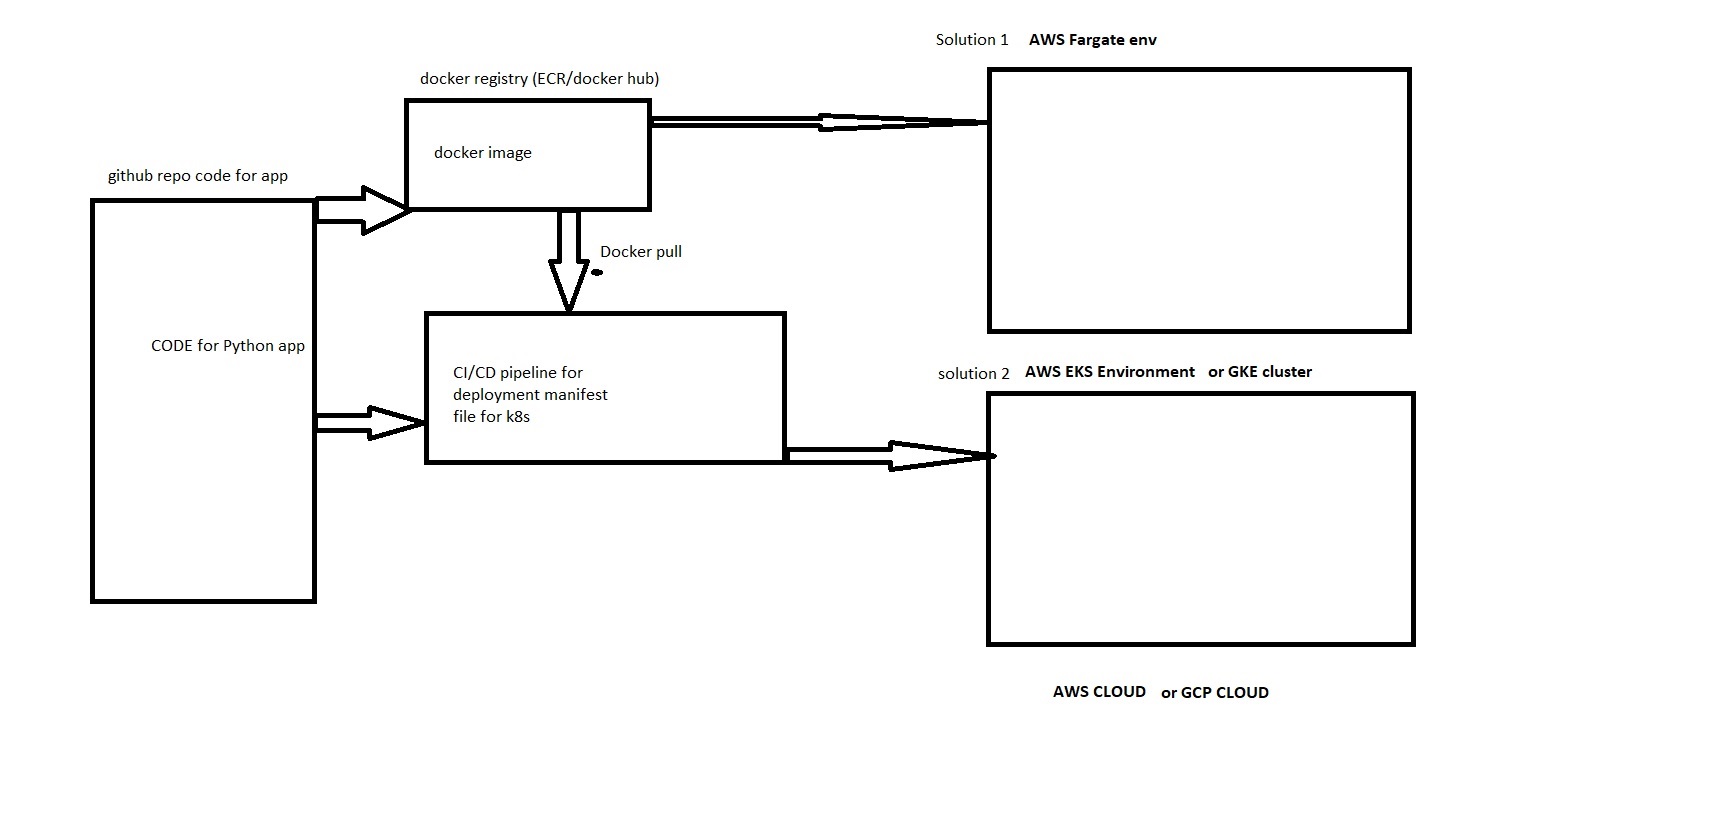 Solution 1 AWS Fargate env
docker registry (ECR/docker hub)
docker image
github repo code for app
Docker pull
CODE for Python app
CI/CD pipeline for
deployment manifest
file for k8s
solution 2 AWS EKS Environment or GKE cluster
AWS CLOUD or GCP CLOUD